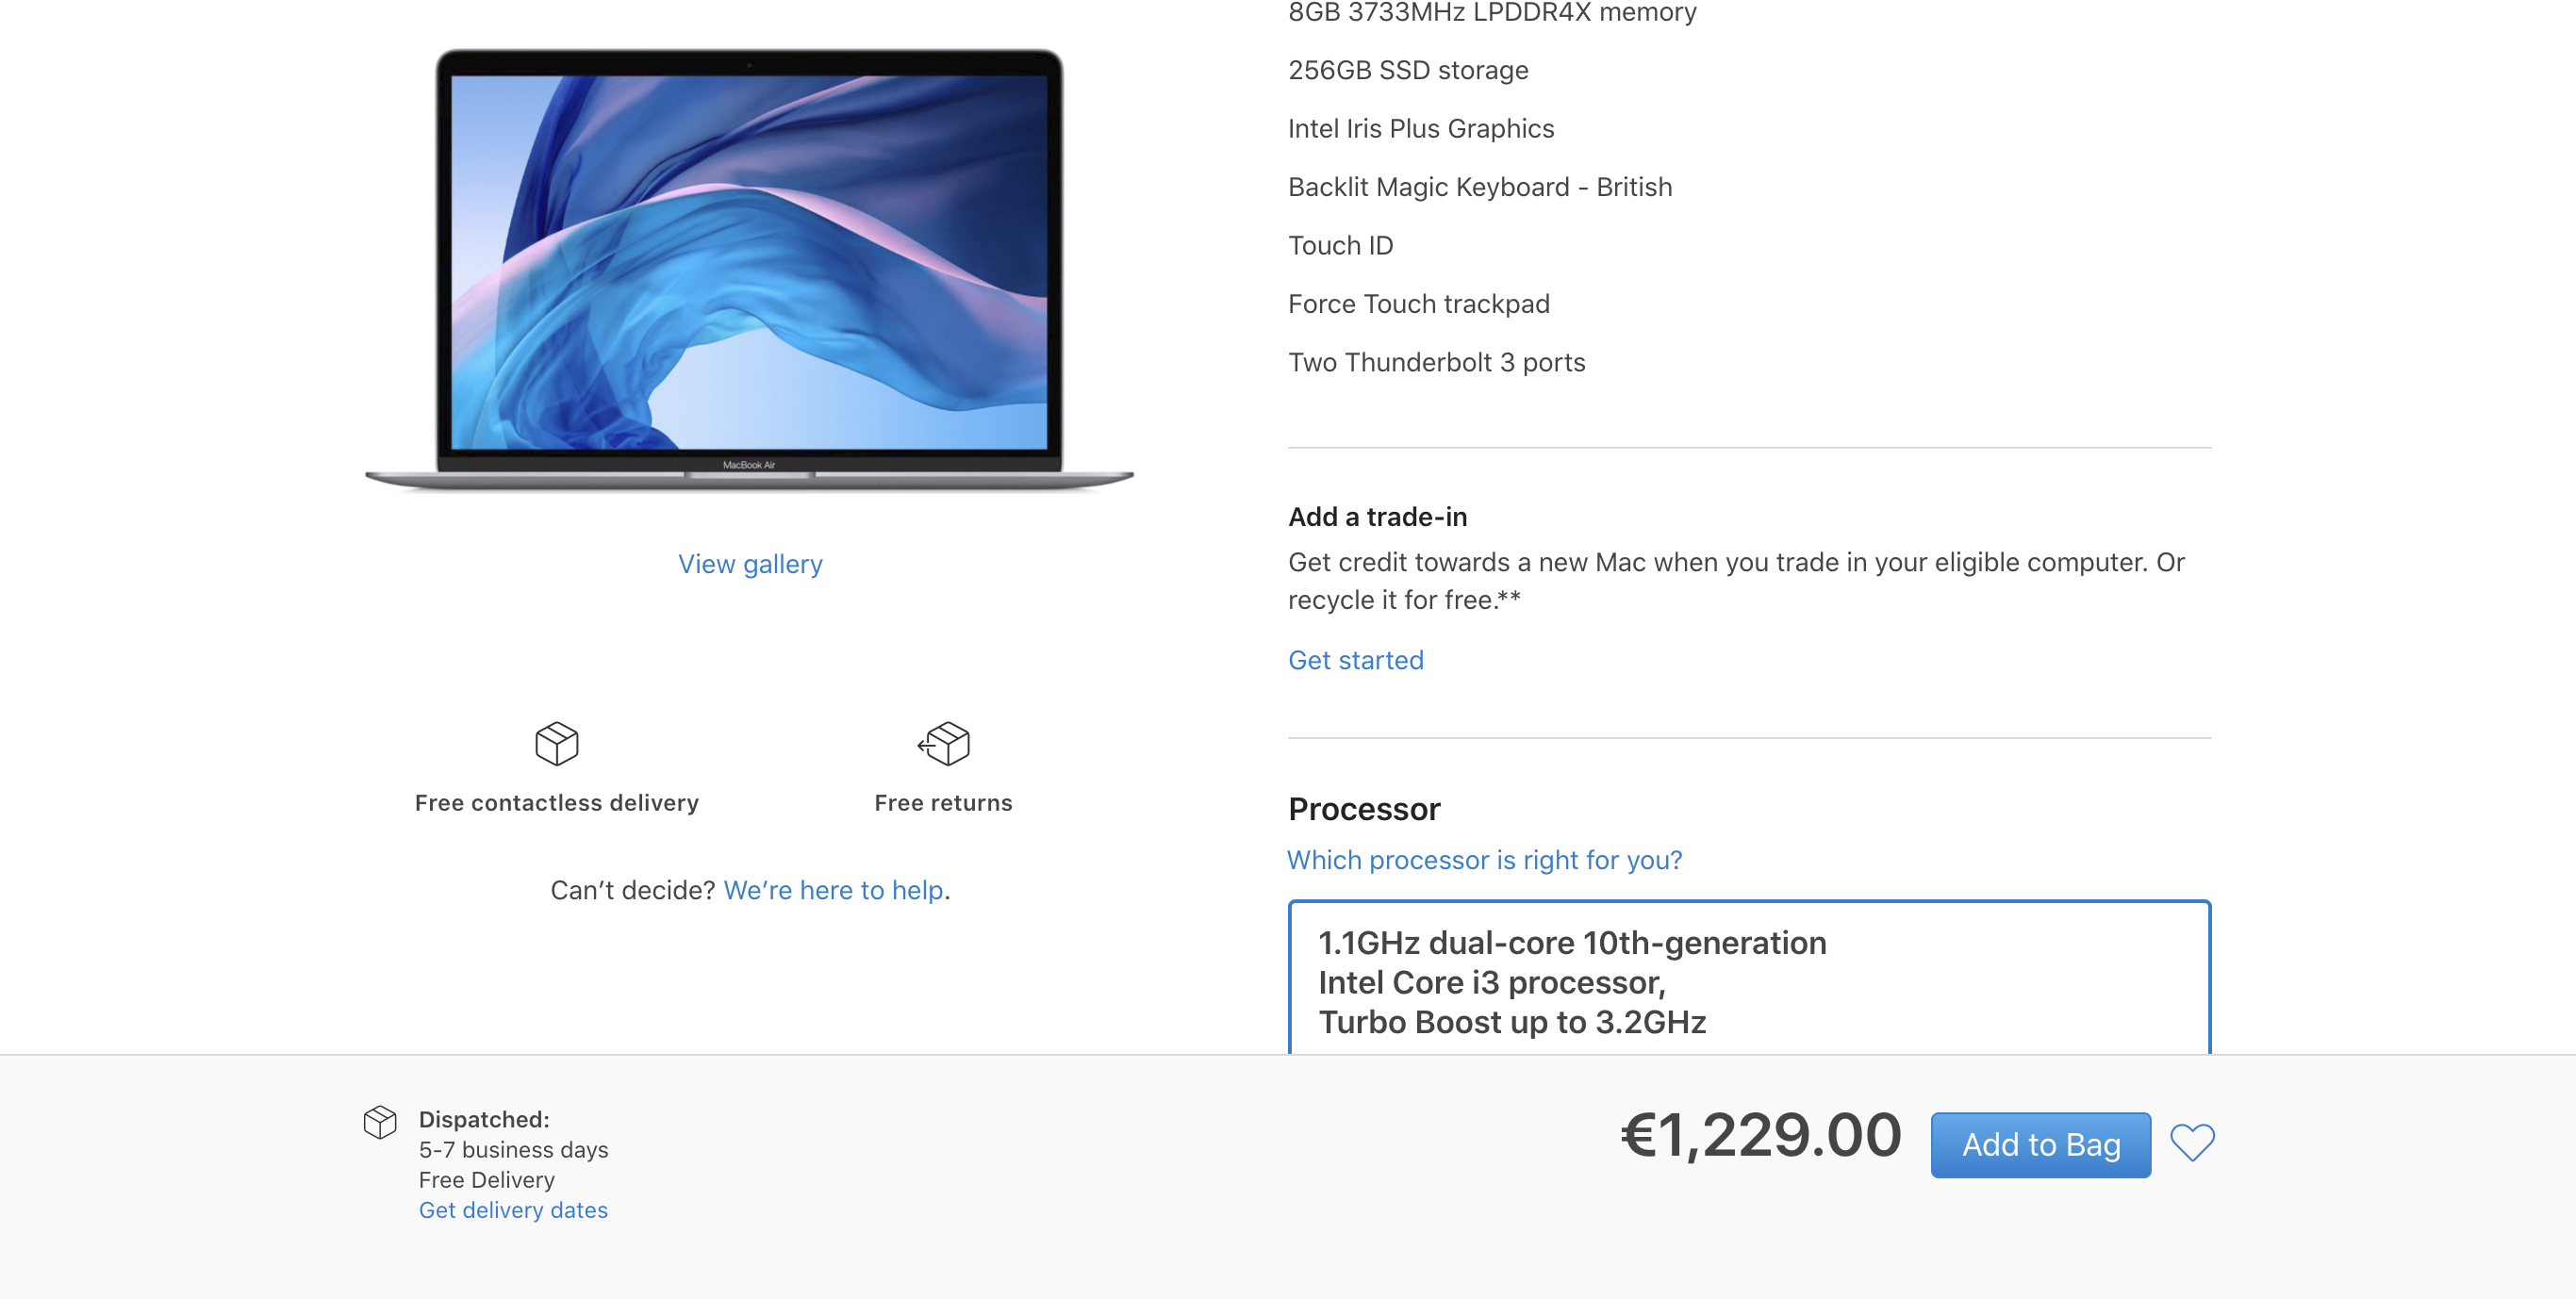 8GB 3733MHz LPDDR4X memory
256GB SSD storage
Intel Iris Plus Graphics
Backlit Magic Keyboard - British
Touch ID
Force Touch trackpad
Two Thunderbolt 3 ports
MacBook Air
View gallery
Free contactless delivery
Free returns
Can’t decide? We’re here to help.
Add a trade-in
Get credit towards a new Mac when you trade in your eligible computer. Or
recycle it for free.**
Get started
Processor
Which processor is right for you?
1.1GHz dual-core 10th-generation
Intel Core i3 processor,
Turbo Boost up to 3.2GHz
Dispatched:
5-7 business days
Free Delivery
Get delivery dates
€1,229.00
Add to Bag